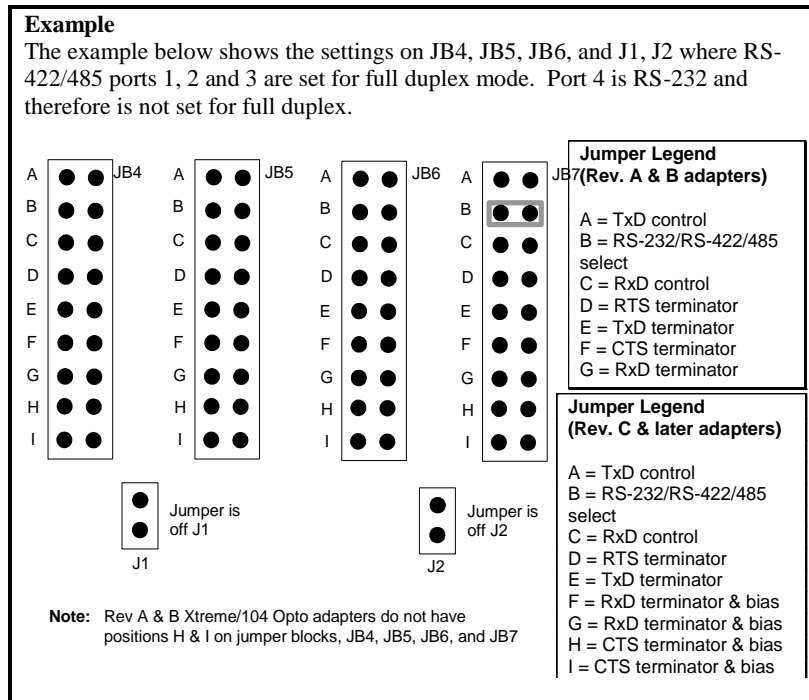 Example
The example below shows the settings on JB4, JB5, JB6, and J1, J2 where RS-
422/485 ports 1, 2 and 3 are set for full duplex mode.  Port 4 is RS-232 and
therefore is not set for full duplex.
A JB4 A JB5 A JB6 A JB7
B B B B
C C C C
D D D D
E E E E
F F F F
G G G G
H H H H
I I I I
Jumper is
off J1
J1
Jumper is
off J2
J2
Note: Rev A & B Xtreme/104 Opto adapters do not have
positions H & I on jumper blocks, JB4, JB5, JB6, and JB7
Jumper Legend
(Rev. A & B adapters)
A = TxD control
B = RS-232/RS-422/485
select
C = RxD control
D = RTS terminator
E = TxD terminator
F = CTS terminator
G = RxD terminator
Jumper Legend
(Rev. C & later adapters)
A = TxD control
B = RS-232/RS-422/485
select
C = RxD control
D = RTS terminator
E = TxD terminator
F = RxD terminator & bias
G = RxD terminator & bias
H = CTS terminator & bias
I = CTS terminator & bias